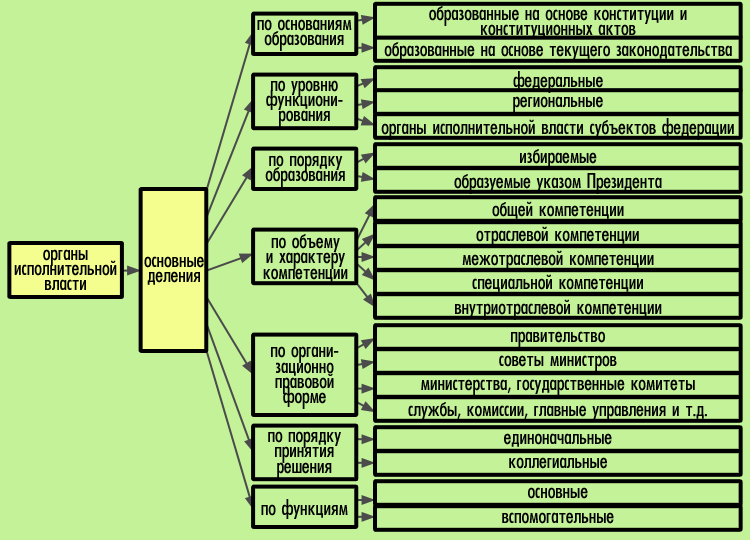 органы
исполнительной
власти
основные
деления
по основаниям
образования
образованные на основе конституции и
конституционных актов
образованные на основе текущего законодательства
по уровню
функциони-
рования
федеральные
региональные
органы исполнительной власти субъектов федерации
по порядку
образования
избираемые
образуемые указом Президента
по объему
и характеру
компетенции
общей компетенции
отраслевой компетенции
межотраслевой компетенции
специальной компетенции
внутриотраслевой компетенции
по органи-
зационно
правовой
форме
правительство
советы министров
министерства, государственные комитеты
службы, комиссии, главные управления и т.д.
по порядку
принятия
решения
единоначальные
коллегиальные
по функциям
основные
вспомогательные